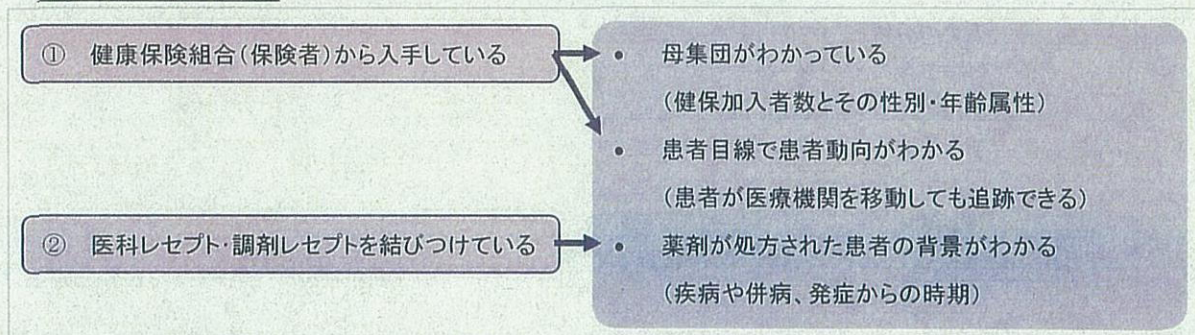 ① 健康保険組合(保険者)から入手している
② 医科レセプト・調剤レセプトを結びつけている
• 母集団がわかっている
(健保加入者数とその性別・年齢属性)
• 患者目線で患者動向がわかる
(患者が医療機関を移動しても追跡できる)
• 薬剤が処方された患者の背景がわかる
(疾病や併病、発症からの時期)